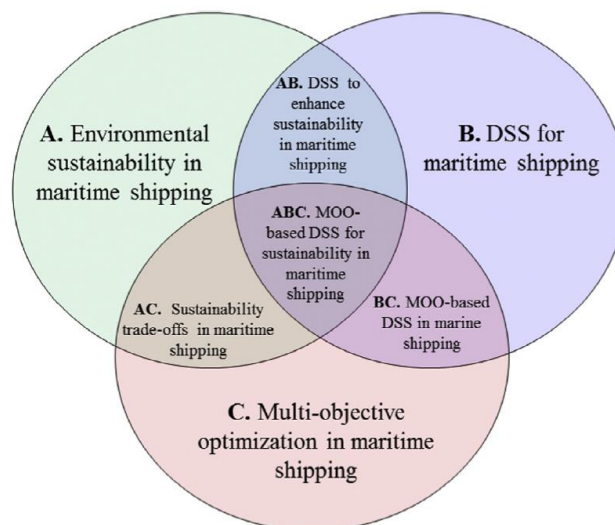 A. Environmental
sustainability in
maritime shipping
AB. DSS to
enhance
sustainability
in maritime
shipping
B. DSS for
maritime shipping
ABC. MOO-
based DSS for
sustainability in
maritime
shipping
AC. Sustainability
trade-offs in maritime
shipping
BC. MOO-based
DSS in marine
shipping
C. Multi-objective
optimization in maritime
shipping